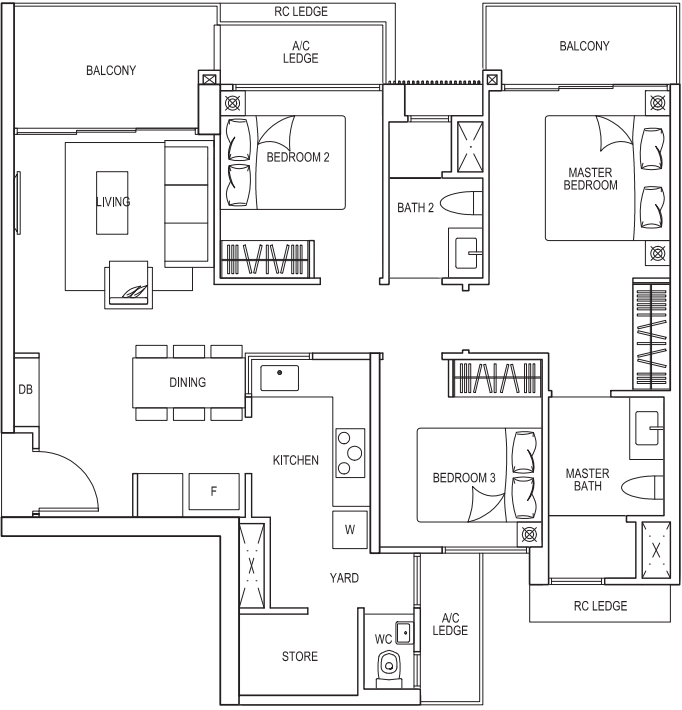 RC LEDGE
BALCONY
A/C
LEDGE
BALCONY
BEDROOM 2
MASTER
BEDROOM
LIVING
BATH 2
DB
DINING
KITCHEN
BEDROOM 3
MASTER
BATH
F
W
YARD
RC LEDGE
A/C
LEDGE
WC
STORE